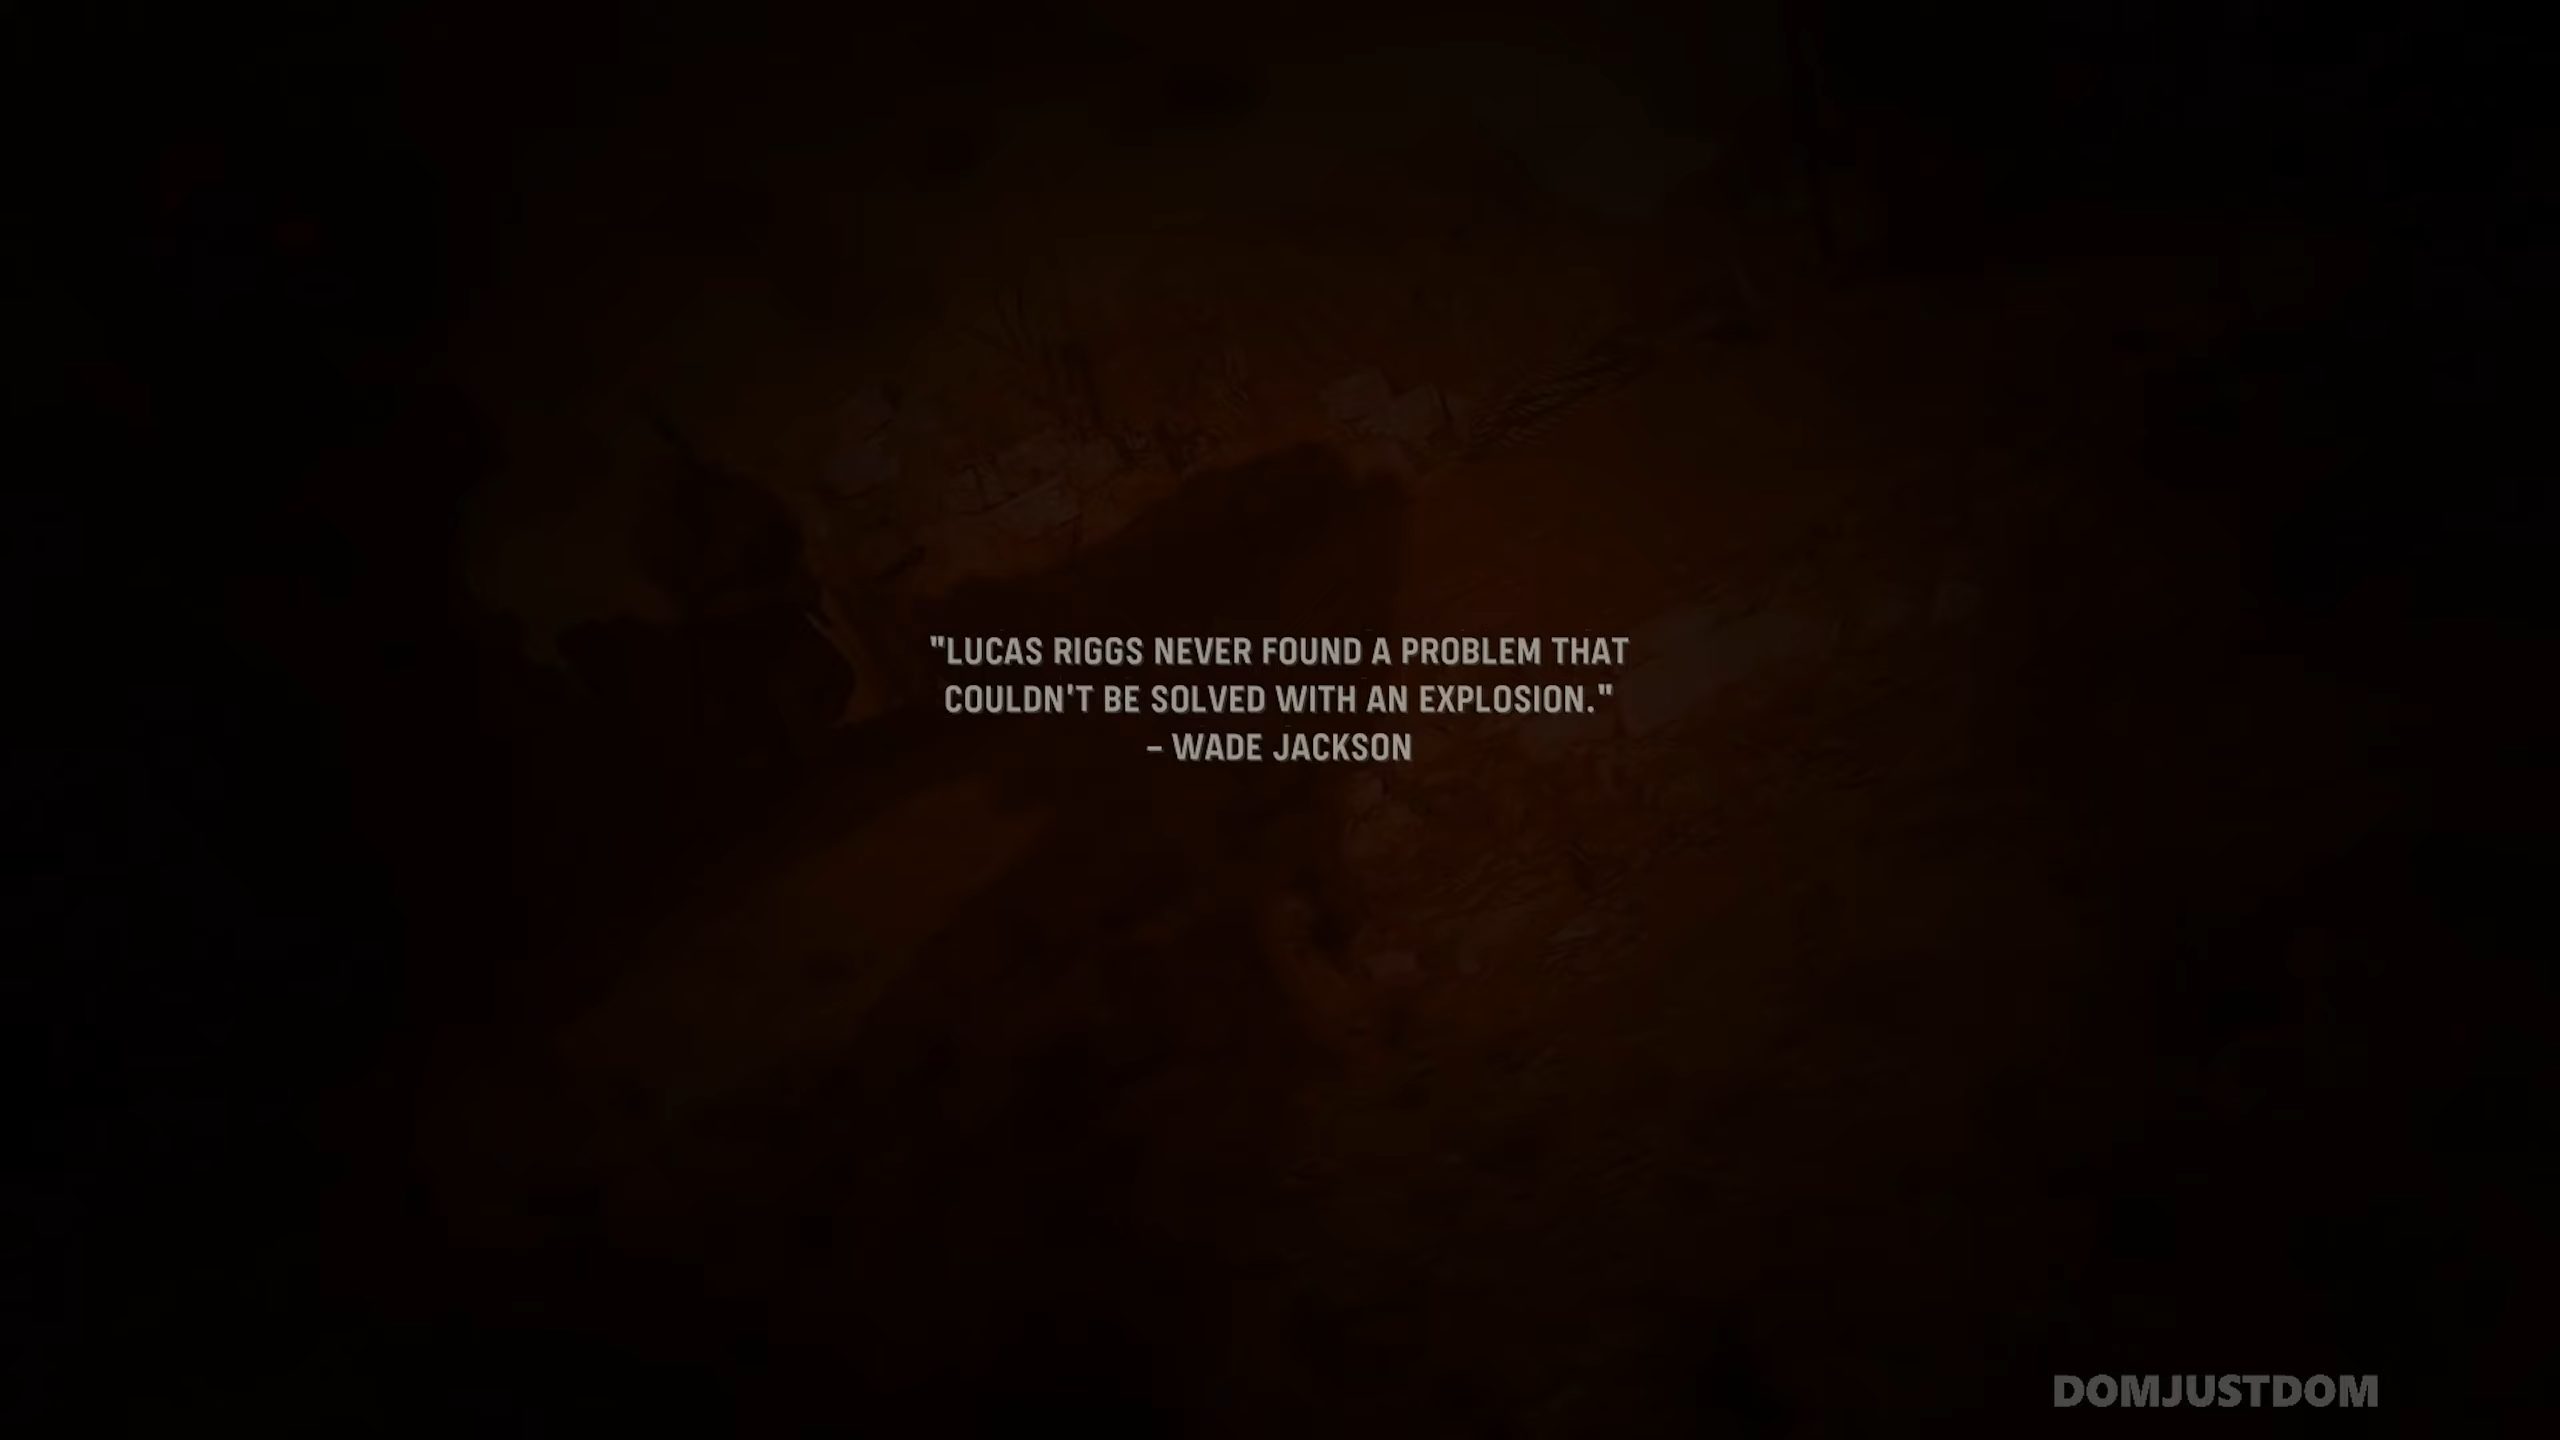 "LUCAS RIGGS NEVER FOUND A PROBLEM THAT
COULDN'T BE SOLVED WITH AN EXPLOSION."
– WADE JACKSON
DOMJUSTDOM